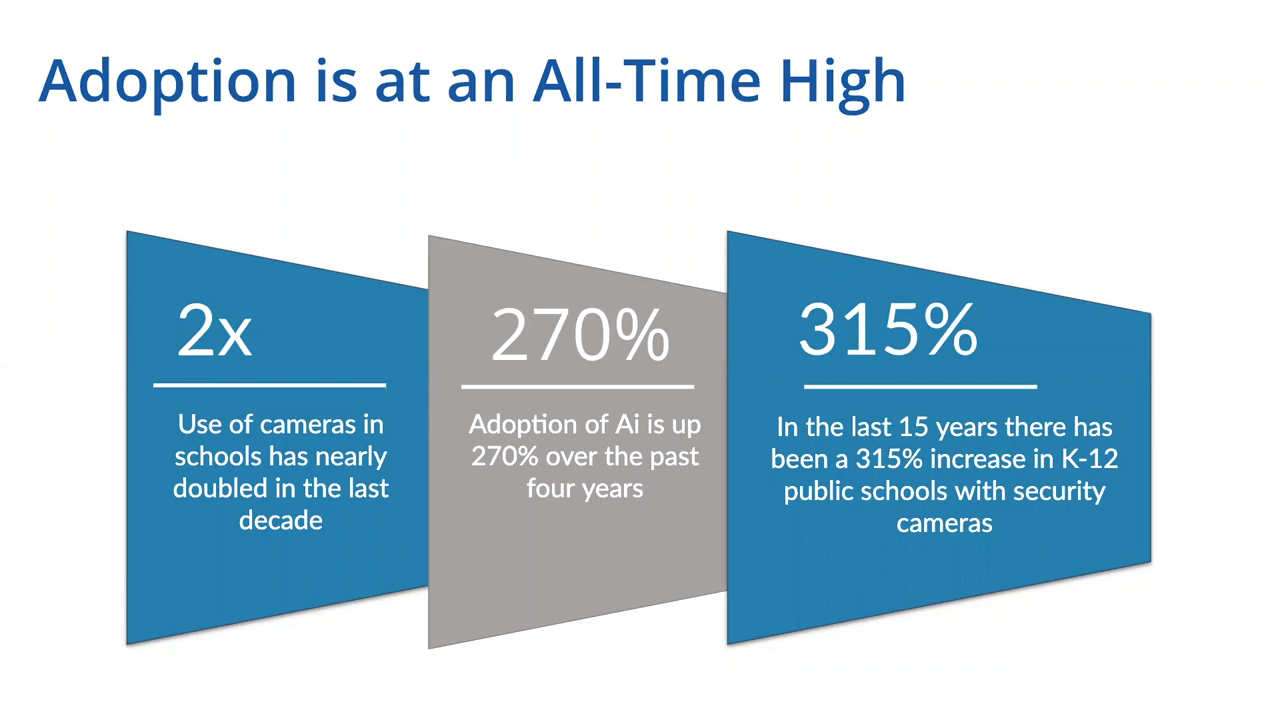 Adoption is at an All-Time High
2x
Use of cameras in
schools has nearly
doubled in the last
decade
270%
Adoption of Ai is up
270% over the past
four years
315%
In the last 15 years there has
been a 315% increase in K-12
public schools with security
cameras